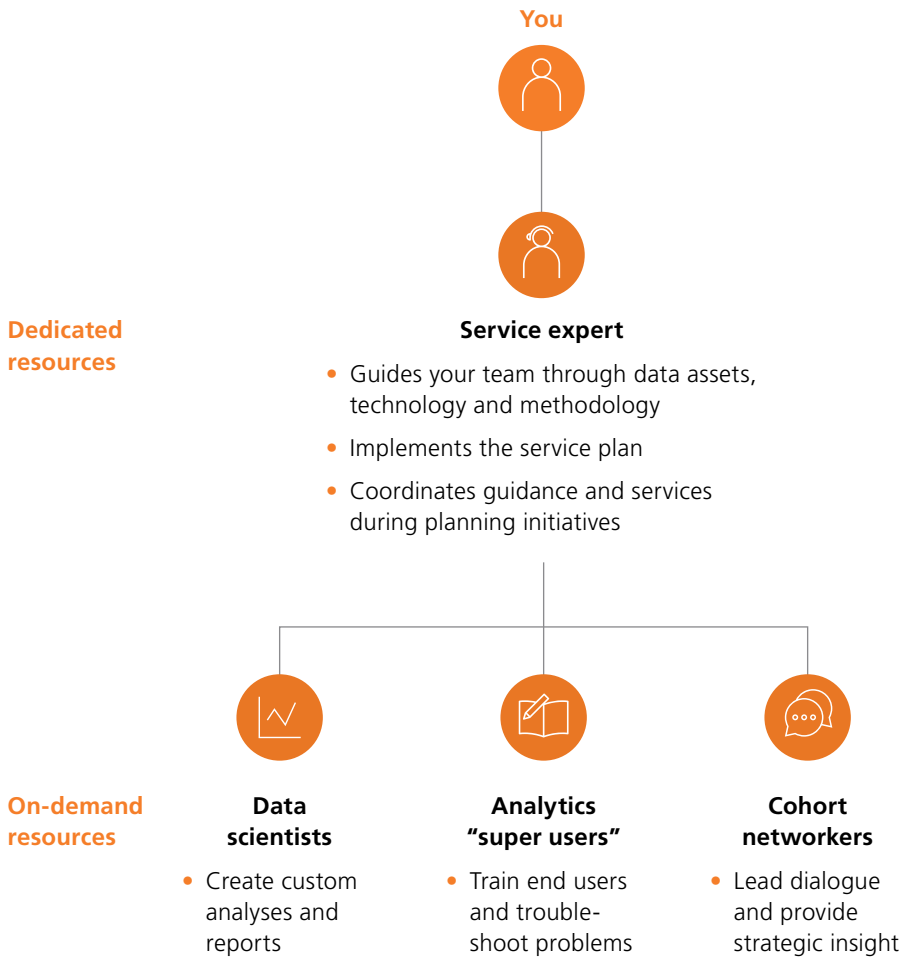 You
Dedicated
resources
Service expert
• Guides your team through data assets,
technology and methodology
• Implements the service plan
• Coordinates guidance and services
during planning initiatives
On-demand
resources
Data
scientists
• Create custom
analyses and
reports
Analytics
“super users”
• Train end users
and trouble-
shoot problems
Cohort
networkers
• Lead dialogue
and provide
strategic insight